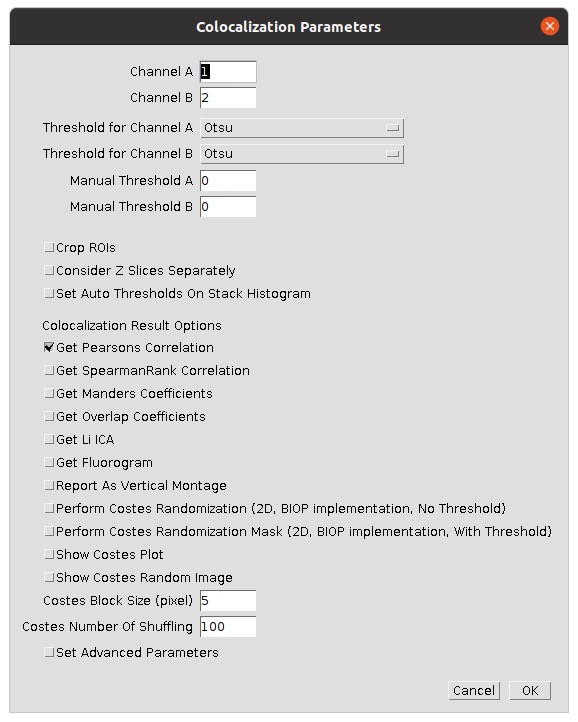 Colocalization Parameters
Channel A 1
Channel B 2
Threshold for Channel A Otsu
Threshold for Channel B Otsu
Manual Threshold A 0
Manual Threshold B 0
Crop ROIs
Consider Z Slices Separately
Set Auto Thresholds On Stack Histogram
Colocalization Result Options
Get Pearsons Correlation
Get SpearmanRank Correlation
Get Manders Coefficients
Get Overlap Coefficients
Get Li ICA
Get Fluorogram
Report As Vertical Montage
Perform Costes Randomization (2D, BIOP implementation, No Threshold)
Perform Costes Randomization Mask (2D, BIOP implementation, With Threshold)
Show Costes Plot
Show Costes Random Image
Costes Block Size (pixel) 5
Costes Number Of Shuffling 100
Set Advanced Parameters
Cancel OK